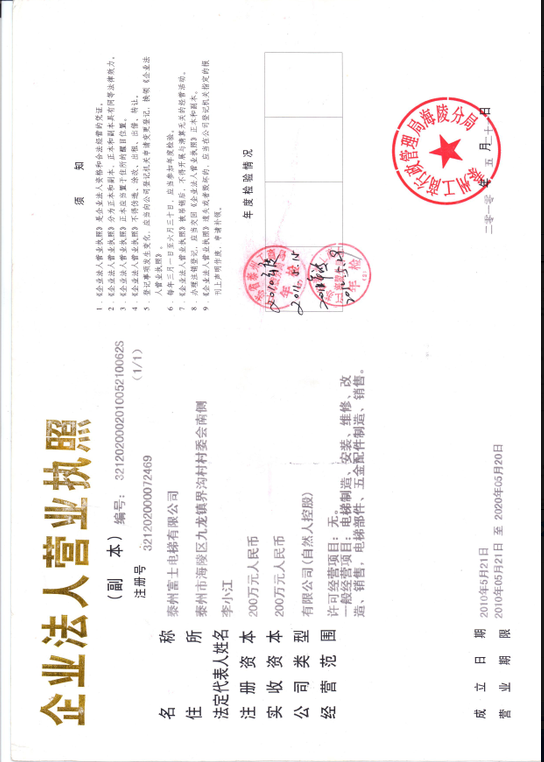 企业法人营业执照
(副 本)
编号： 321202000201005210062S
注册号 321202000072469
(1/1)
名 称 泰州富士电梯有限公司
住 所 泰州市海陵区九龙镇界沟村村委会南侧
法定代表人姓名 李小江
注 册 资 本 200万元人民币
实 收 资 本 200万元人民币
公 司 类 型 有限公司(自然人控股)
经 营 范 围 许可经营项目：无。
一般经营项目：电梯制造、安装、维修、改
造、销售，电梯部件、五金配件制造、销售。
成 立 日 期 2010年5月21日
营 业 期 限 2010年05月21日 至 2020年05月20日
须 知
1.《企业法人营业执照》是企业法人资格和合法经营的凭证。
2.《企业法人营业执照》分为正本和副本，正本和副本具有同等法律效力。
3.《企业法人营业执照》正本应当置于住所的醒目位置。
4.《企业法人营业执照》不得伪造、涂改、出租、出借、转让。
5. 登记事项发生变化，应当向公司登记机关申请变更登记，换领《企业法
人营业执照》。
6. 每年三月一日至六月三十日，应当参加年度检验。
7.《企业法人营业执照》被吊销后，不得开展与清算无关的经营活动。
8. 办理注销登记，应当交回《企业法人营业执照》正本和副本。
9.《企业法人营业执照》遗失或者毁坏的，应当在公司登记机关指定的报
刊上声明作废，申请补领。
年度检验情况
年 检
年 检
泰州工商行政管理局海陵分局
二零一零 年 五 月 二十一 日